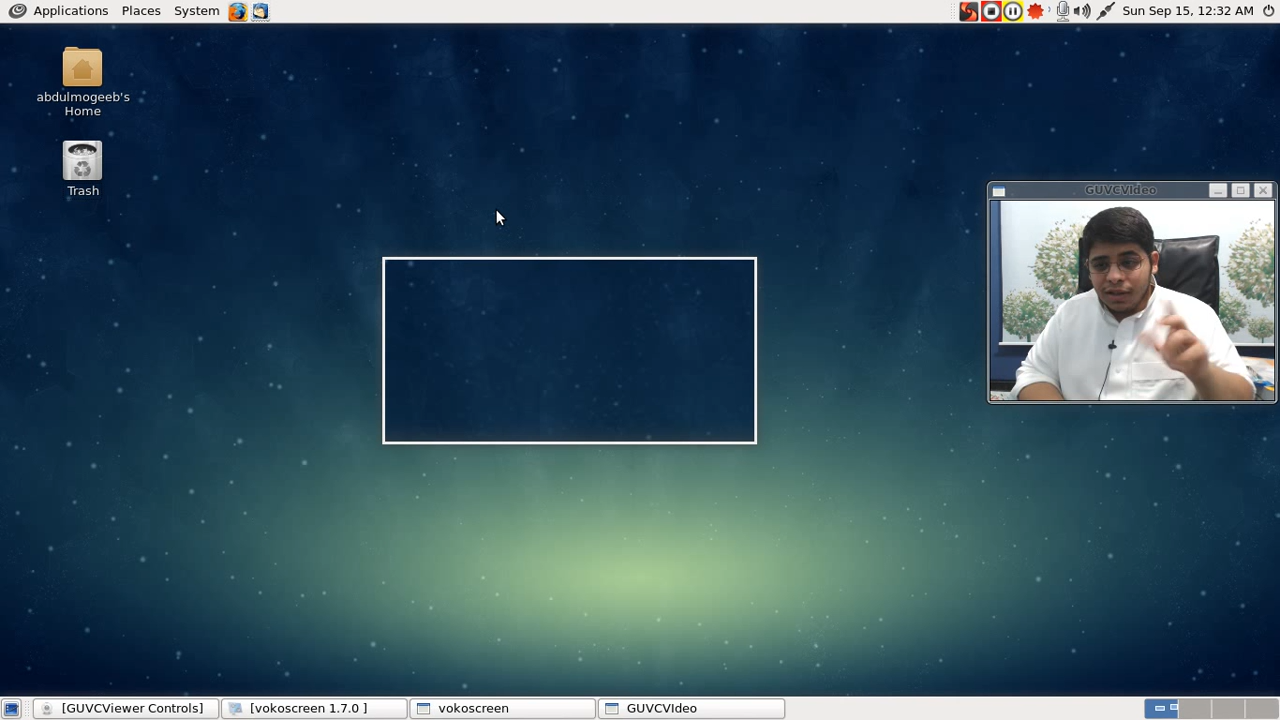 Applications Places System
Sun Sep 15, 12:32 AM
abdulmogeeb's
Home
Trash
GUVCVIdeo
[GUVCViewer Controls]
[vokoscreen 1.7.0 ]
vokoscreen
GUVCVIdeo